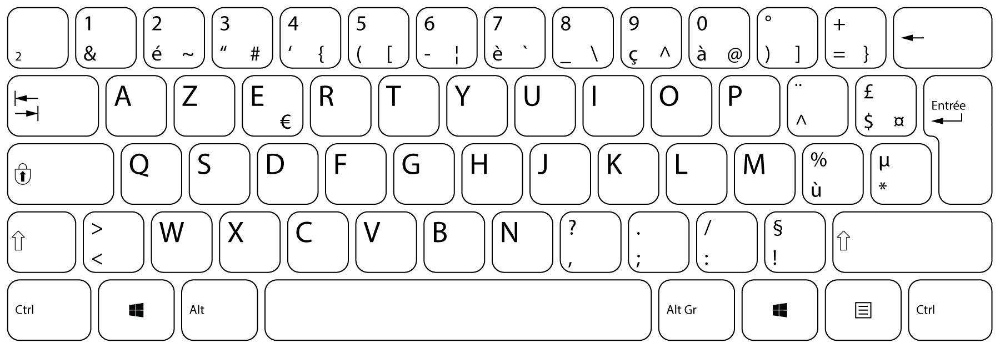 1 2 3 4 5 6 7 8 9 0 ° +
2 & é ~ “ # ‘ { ( [ - ¦ è ` _ \ ç ^ à @ ) ] = }
A Z E R T Y U I O P ¨ £ Entrée
€ ^ $ ¤
Q S D F G H J K L M % µ
ù *
> W X C V B N ? . / §
< , ; : !
Ctrl Alt Alt Gr Ctrl